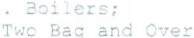 . Boilers;
Two Bag and Over